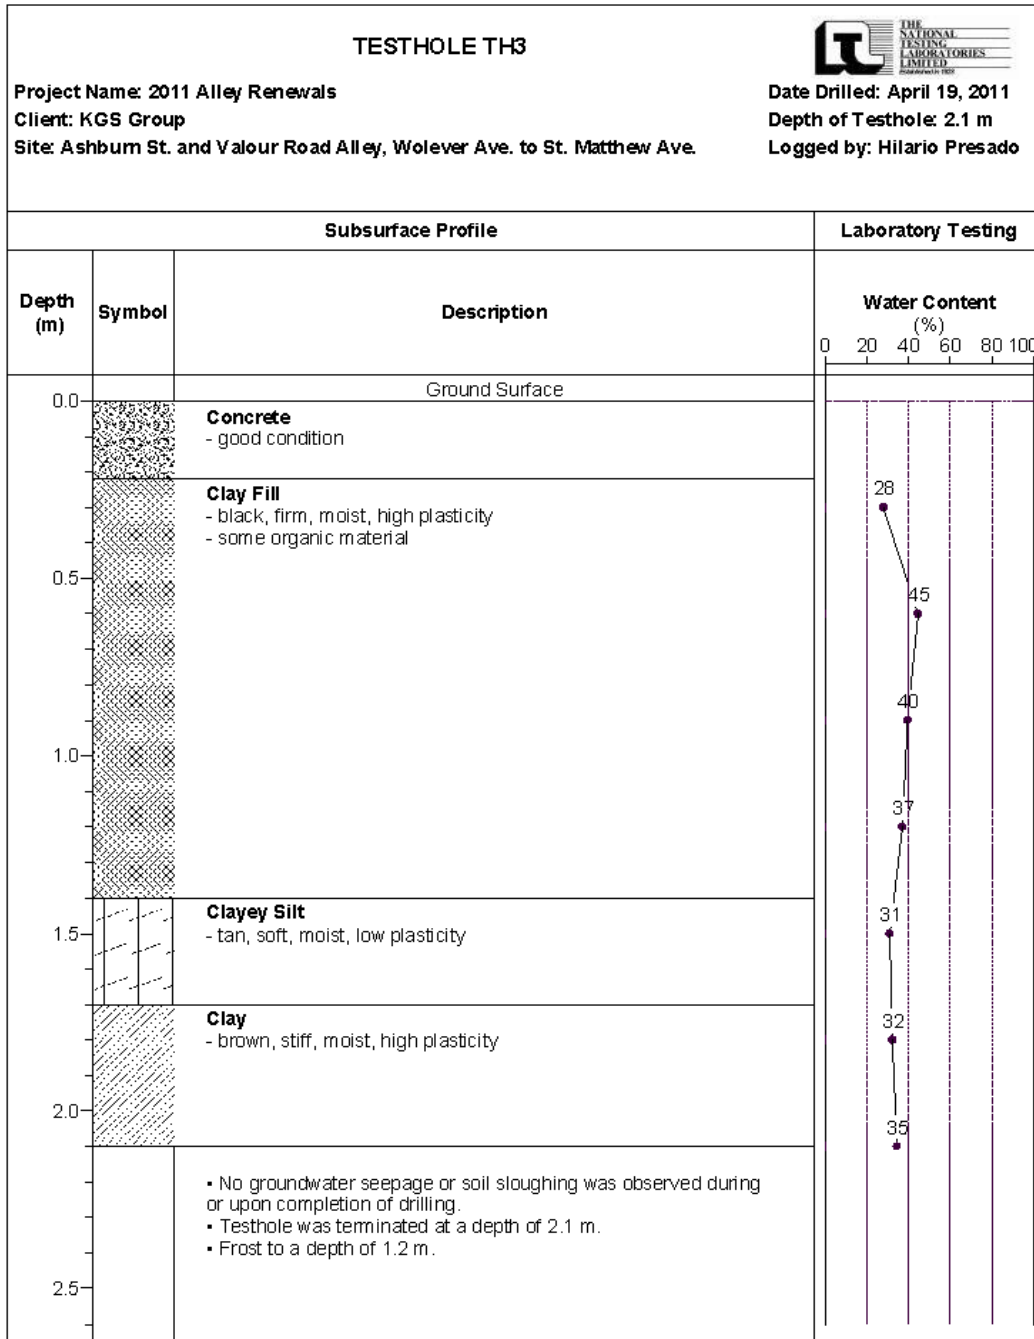 TESTHOLE TH3
THE
NATIONAL
TESTING
LABORATORIES
LIMITED
Established in 1923
Project Name: 2011 Alley Renewals
Date Drilled: April 19, 2011
Client: KGS Group
Depth of Testhole: 2.1 m
Site: Ashburn St. and Valour Road Alley, Wolever Ave. to St. Matthew Ave.
Logged by: Hilario Presado
Subsurface Profile
Laboratory Testing
Depth
(m)
Symbol
Description
Water Content
(%)
0 20 40 60 80 100
Ground Surface
0.0
Concrete
- good condition
Clay Fill
- black, firm, moist, high plasticity
- some organic material
28
0.5
45
40
1.0
37
Clayey Silt
- tan, soft, moist, low plasticity
31
1.5
Clay
- brown, stiff, moist, high plasticity
32
2.0
35
• No groundwater seepage or soil sloughing was observed during
or upon completion of drilling.
• Testhole was terminated at a depth of 2.1 m.
• Frost to a depth of 1.2 m.
2.5